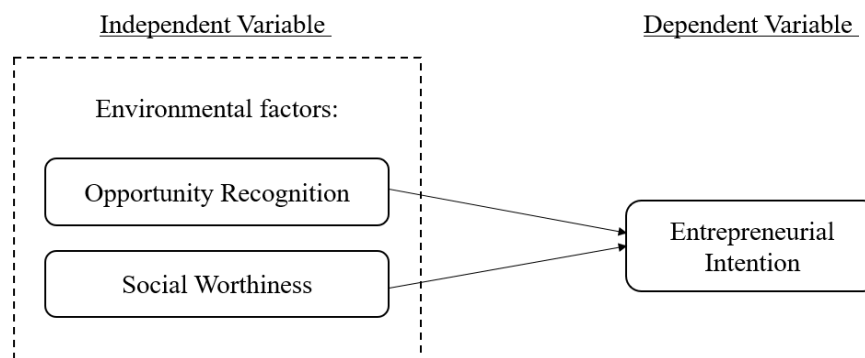 Independent Variable
Dependent Variable
Environmental factors:
Opportunity Recognition
Social Worthiness
Entrepreneurial
Intention